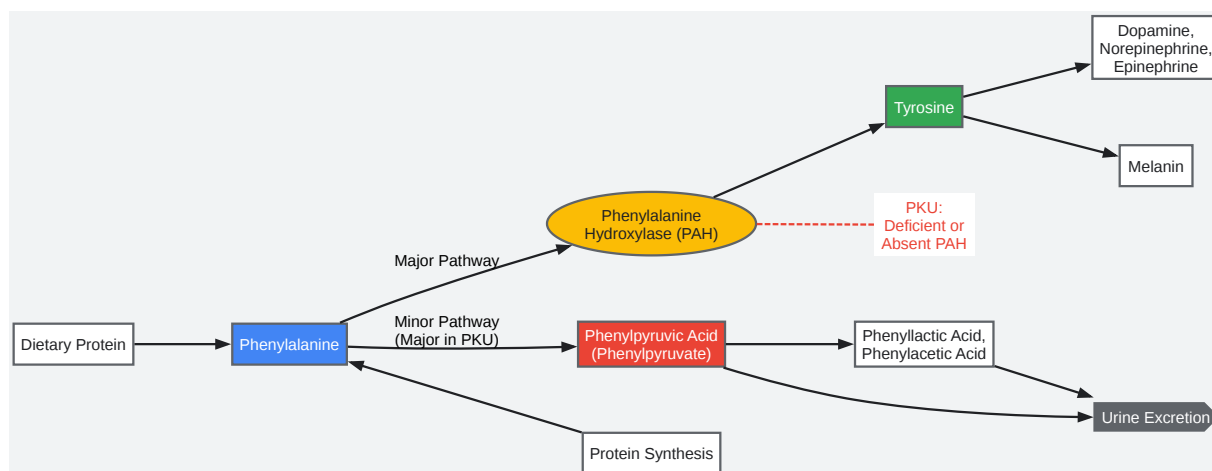 Dopamine,
Norepinephrine,
Epinephrine
Tyrosine
Melanin
Phenylalanine
Hydroxylase (PAH)
PKU:
Deficient or
Absent PAH
Major Pathway
Minor Pathway
(Major in PKU)
Dietary Protein
Phenylalanine
Phenylpyruvic Acid
(Phenylpyruvate)
Phenyllactic Acid,
Phenylacetic Acid
Urine Excretion
Protein Synthesis